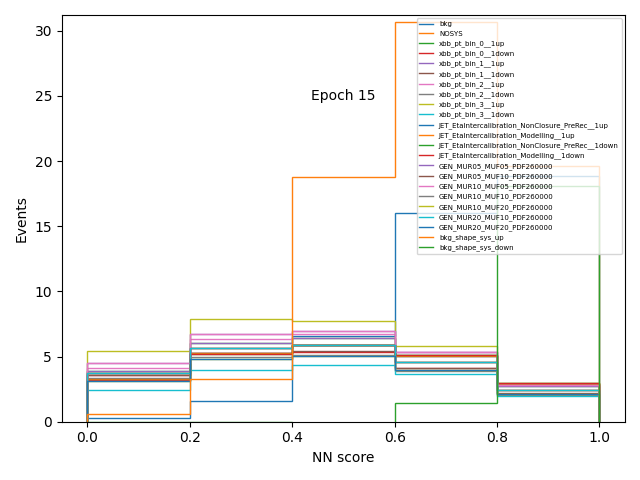 30
25
20
15
10
5
0
Events
Epoch 15
bkg
NOSYS
xbb_pt_bin_0__1up
xbb_pt_bin_0__1down
xbb_pt_bin_1__1up
xbb_pt_bin_1__1down
xbb_pt_bin_2__1up
xbb_pt_bin_2__1down
xbb_pt_bin_3__1up
xbb_pt_bin_3__1down
JET_EtaIntercalibration_NonClosure_PreRec__1up
JET_EtaIntercalibration_Modelling__1up
JET_EtaIntercalibration_NonClosure_PreRec__1down
JET_EtaIntercalibration_Modelling__1down
GEN_MUR05_MUF05_PDF260000
GEN_MUR05_MUF10_PDF260000
GEN_MUR10_MUF05_PDF260000
GEN_MUR10_MUF10_PDF260000
GEN_MUR10_MUF20_PDF260000
GEN_MUR20_MUF10_PDF260000
GEN_MUR20_MUF20_PDF260000
bkg_shape_sys_up
bkg_shape_sys_down
0.0 0.2 0.4 0.6 0.8 1.0
NN score